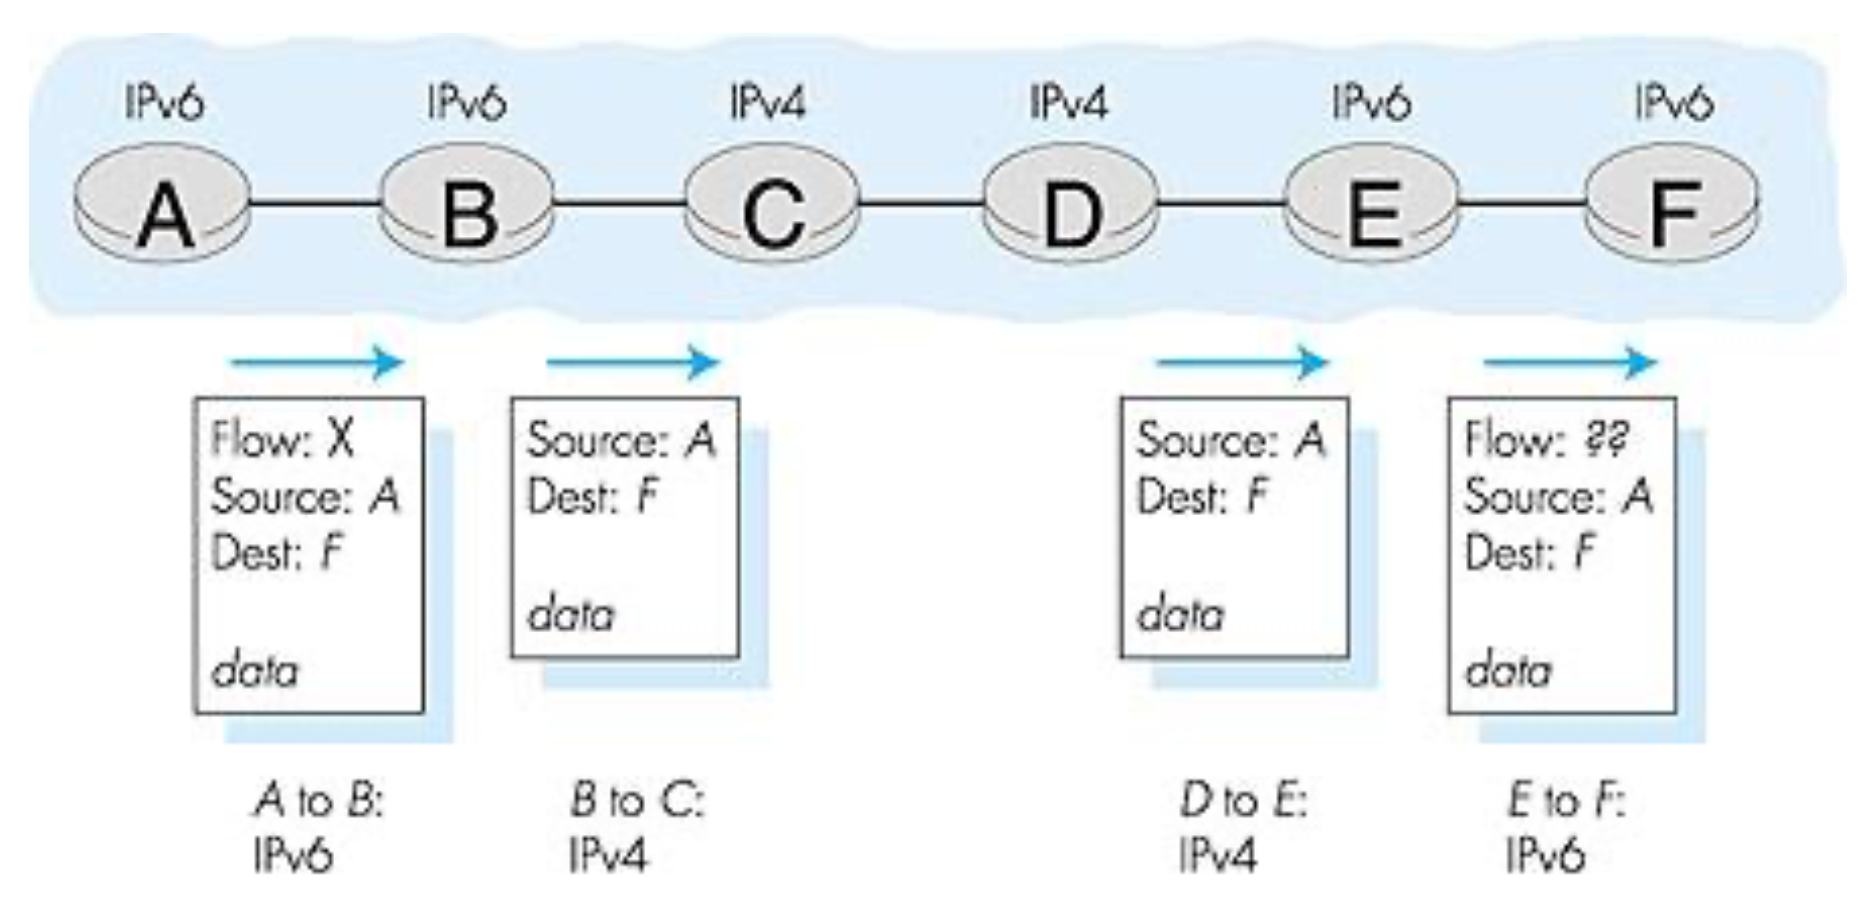 IPv6 IPv6 IPv4 IPv4 IPv6 IPv6
A B C D E F
Flow: X
Source: A
Dest: F
data
Source: A
Dest: F
data
Source: A
Dest: F
data
Flow: ??
Source: A
Dest: F
data
A to B:
IPv6
B to C:
IPv4
D to E:
IPv4
E to F:
IPv6